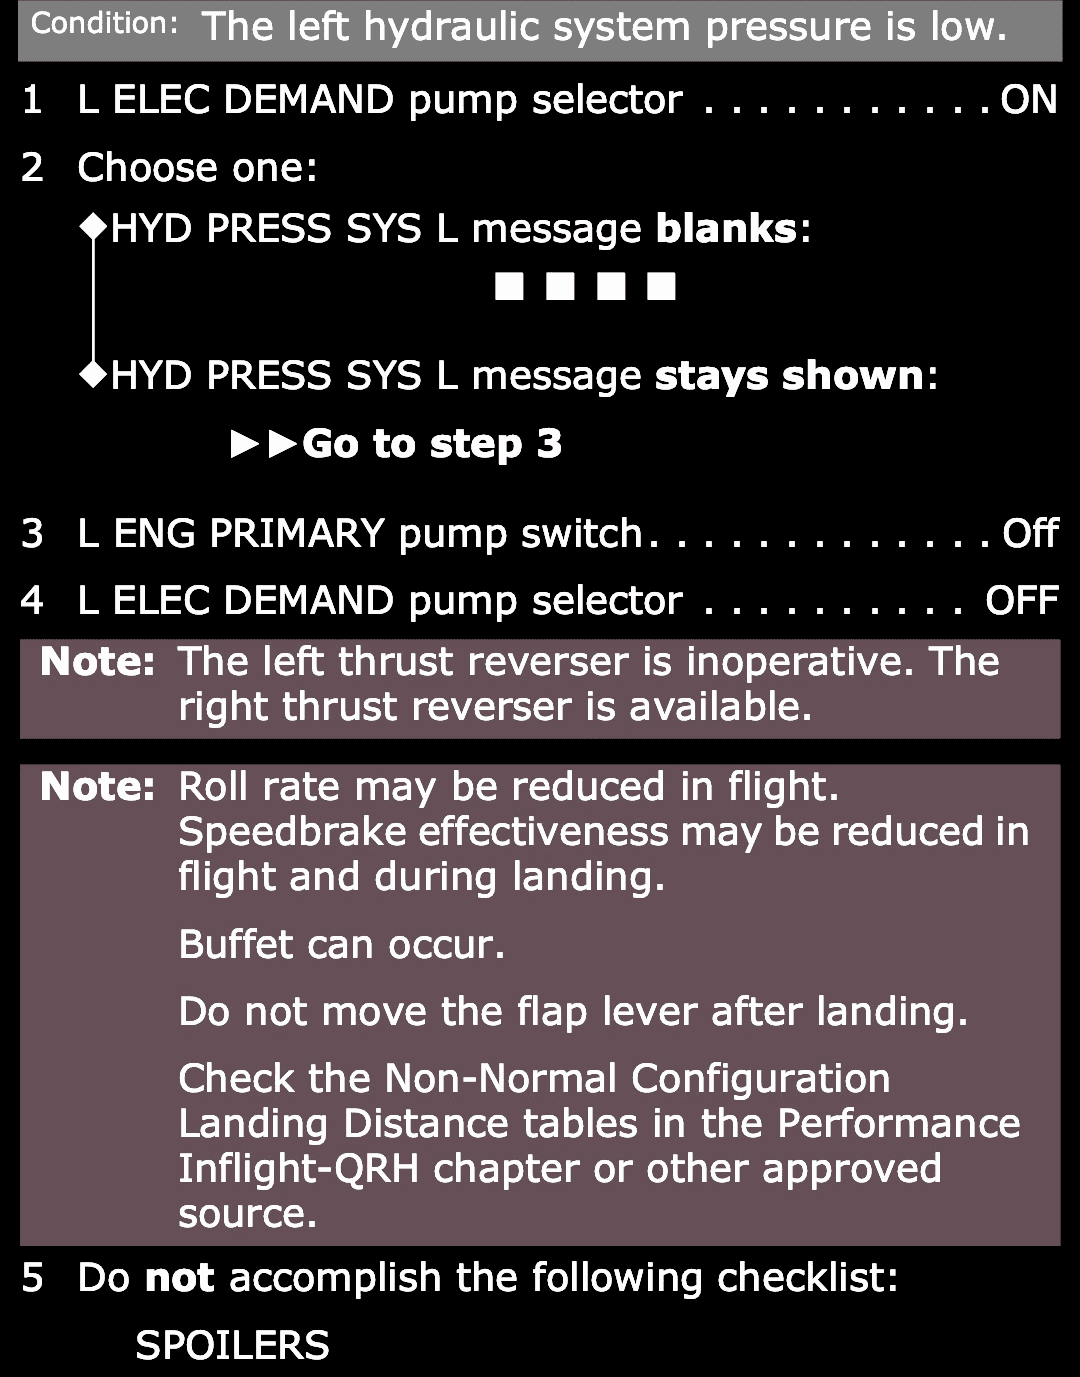 Condition: The left hydraulic system pressure is low.
1 L ELEC DEMAND pump selector . . . . . . . . . . . ON
2 Choose one:
◆HYD PRESS SYS L message blanks:
■ ■ ■ ■
◆HYD PRESS SYS L message stays shown:
►►Go to step 3
3 L ENG PRIMARY pump switch. . . . . . . . . . . . . Off
4 L ELEC DEMAND pump selector . . . . . . . . . . OFF
Note: The left thrust reverser is inoperative. The
right thrust reverser is available.
Note: Roll rate may be reduced in flight.
Speedbrake effectiveness may be reduced in
flight and during landing.
Buffet can occur.
Do not move the flap lever after landing.
Check the Non-Normal Configuration
Landing Distance tables in the Performance
Inflight-QRH chapter or other approved
source.
5 Do not accomplish the following checklist:
SPOILERS